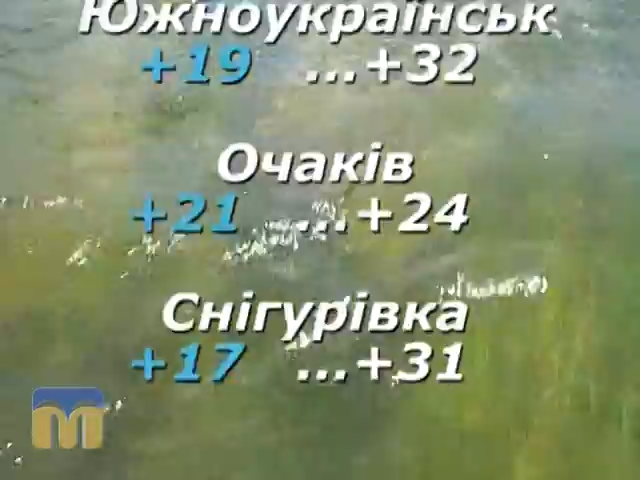 Южноукраїнськ
+19 ...+32
Очаків
+21 ...+24
Снігурівка
+17 ...+31
m